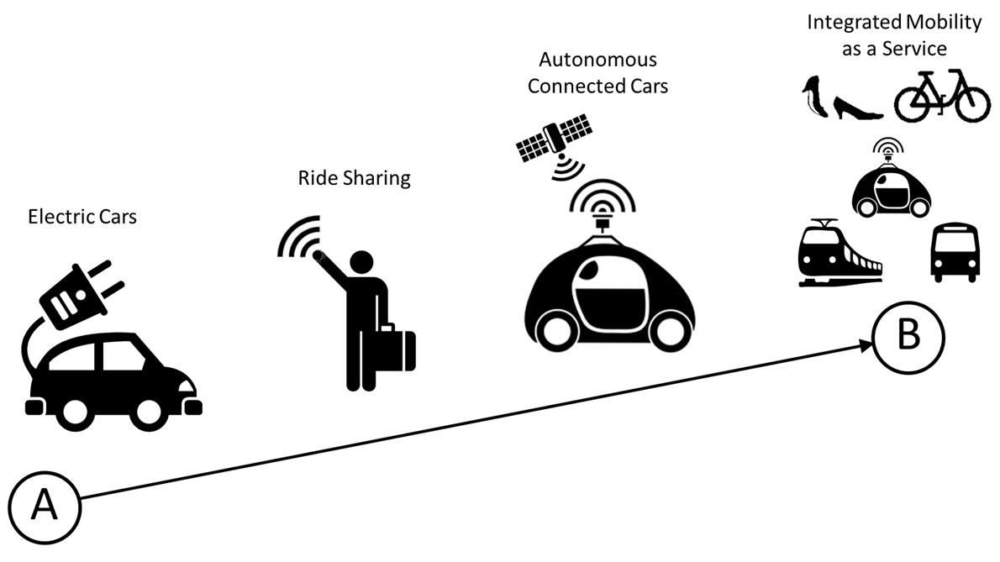 Electric Cars
Ride Sharing
Autonomous
Connected Cars
Integrated Mobility
as a Service
A
B